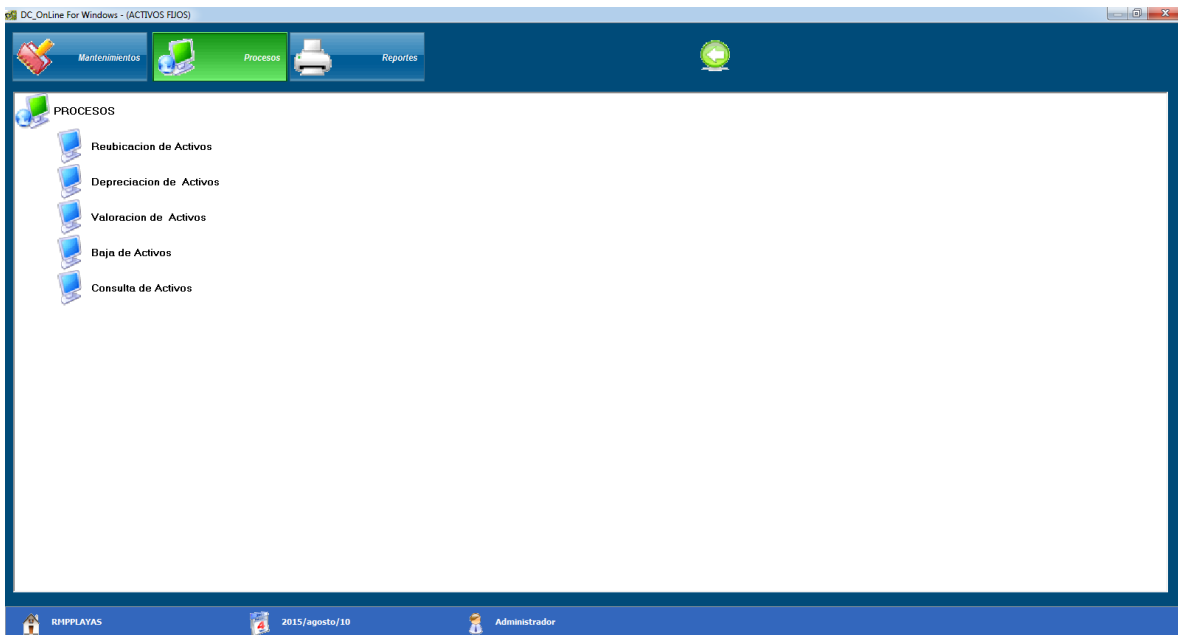 DC_OnLine For Windows - (ACTIVOS FIJOS)
Mantenimientos Procesos Reportes
PROCESOS
Reubicacion de Activos
Depreciacion de Activos
Valoracion de Activos
Baja de Activos
Consulta de Activos
RMPPLAYAS 2015/agosto/10 Administrador